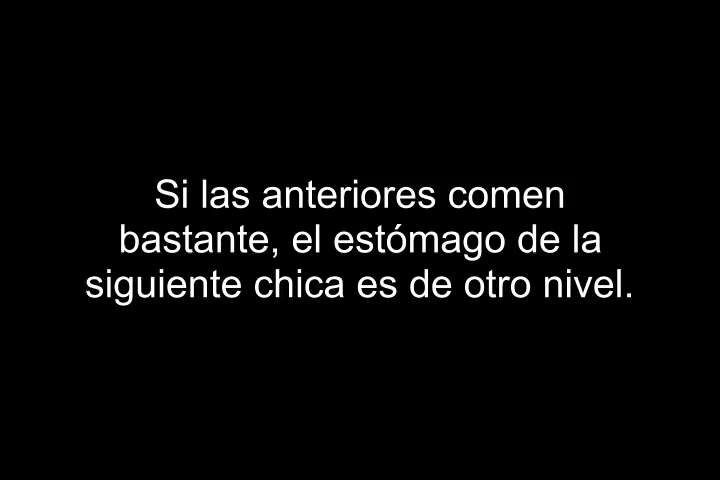 Si las anteriores comen
bastante, el estómago de la
siguiente chica es de otro nivel.